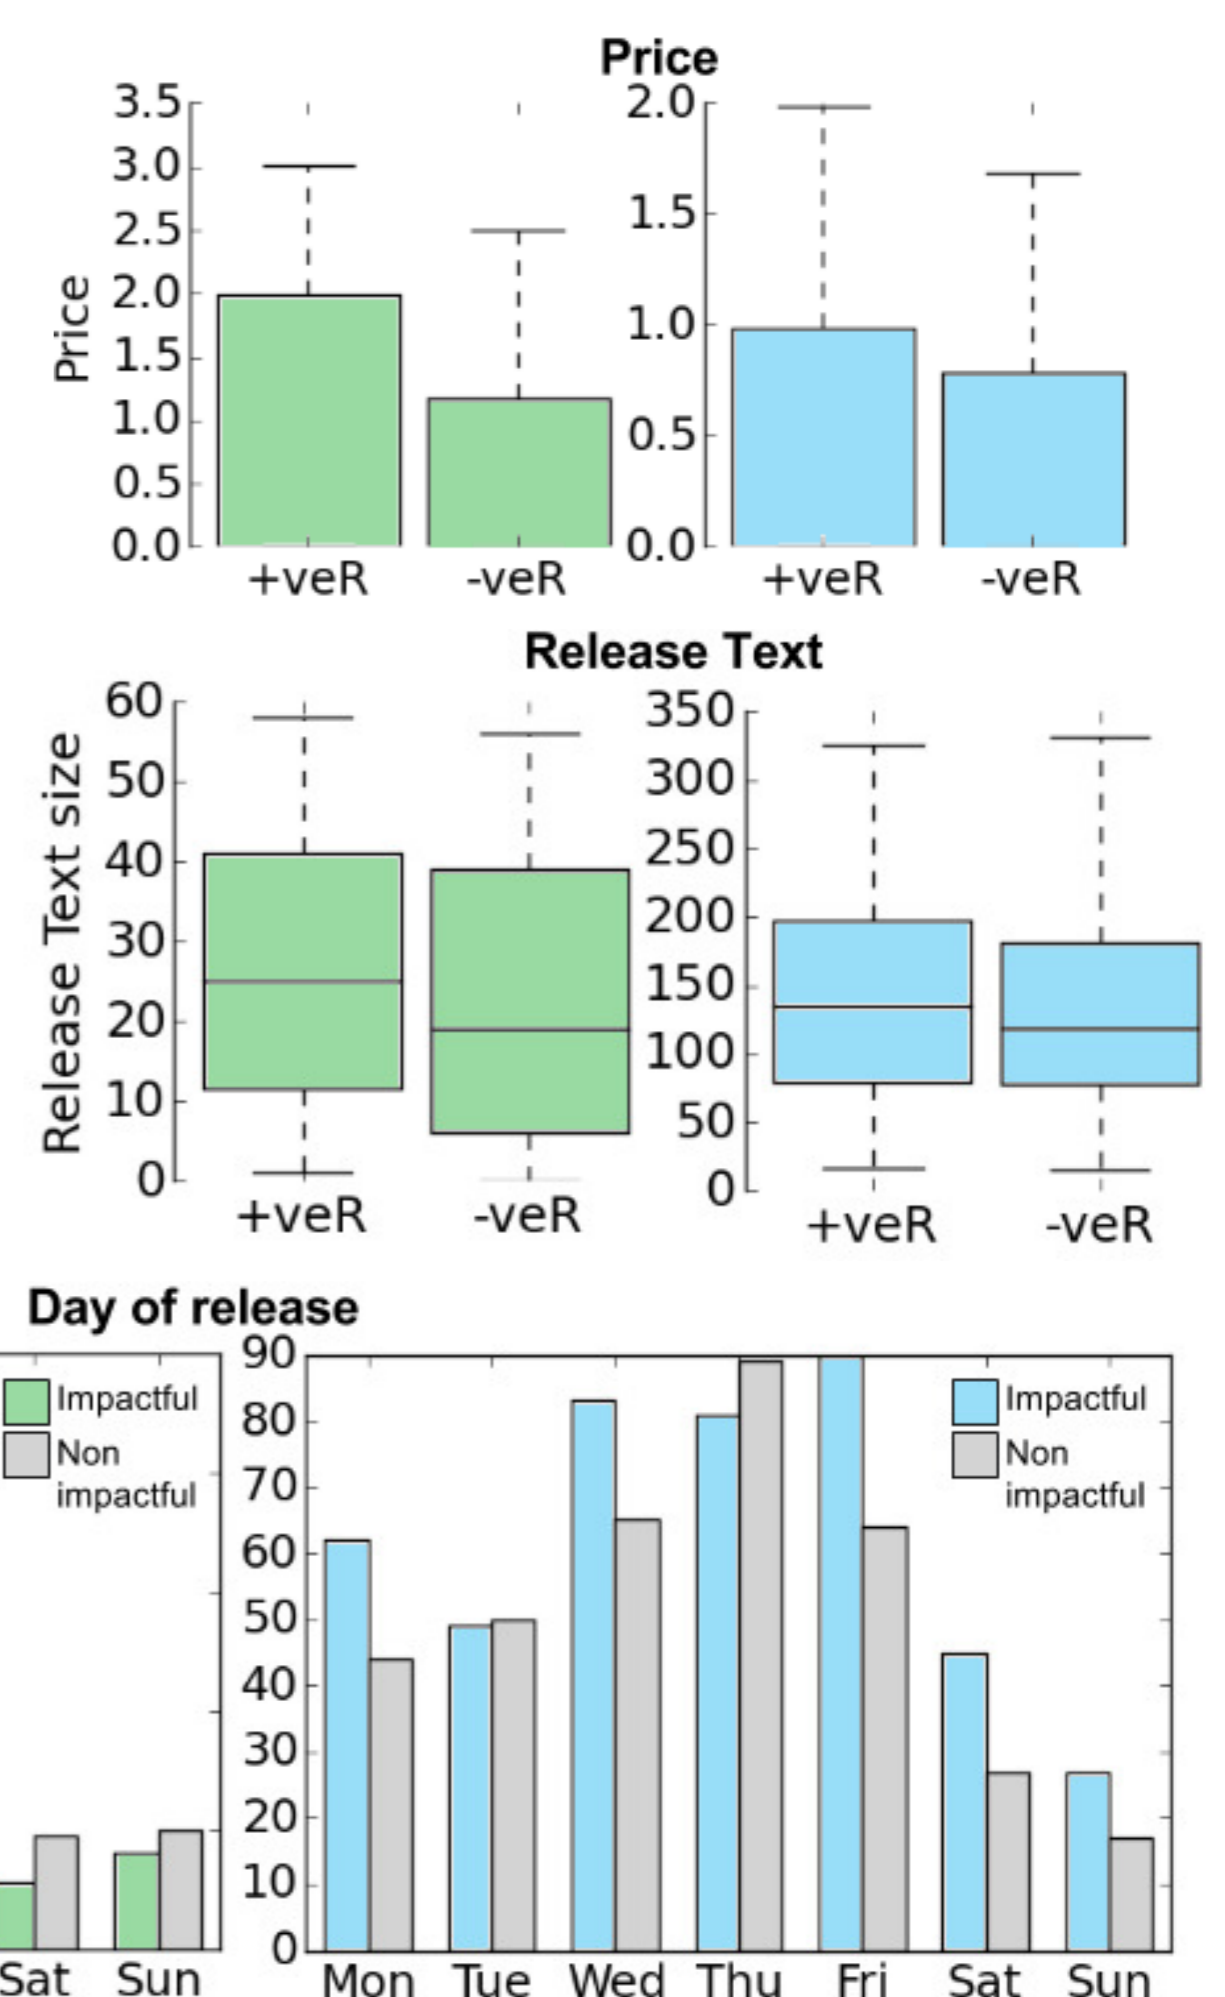 Price
3.5
3.0
2.5
2.0
1.5
1.0
0.5
0.0
Price
+veR
-veR
2.0
1.5
1.0
0.5
0.0
+veR
-veR
Release Text
60
50
40
30
20
10
0
Release Text size
+veR
-veR
350
300
250
200
150
100
50
0
+veR
-veR
Day of release
Impactful
Non
impactful
Sat
Sun
90
80
70
60
50
40
30
20
10
0
Impactful
Non
impactful
Mon
Tue
Wed
Thu
Fri
Sat
Sun